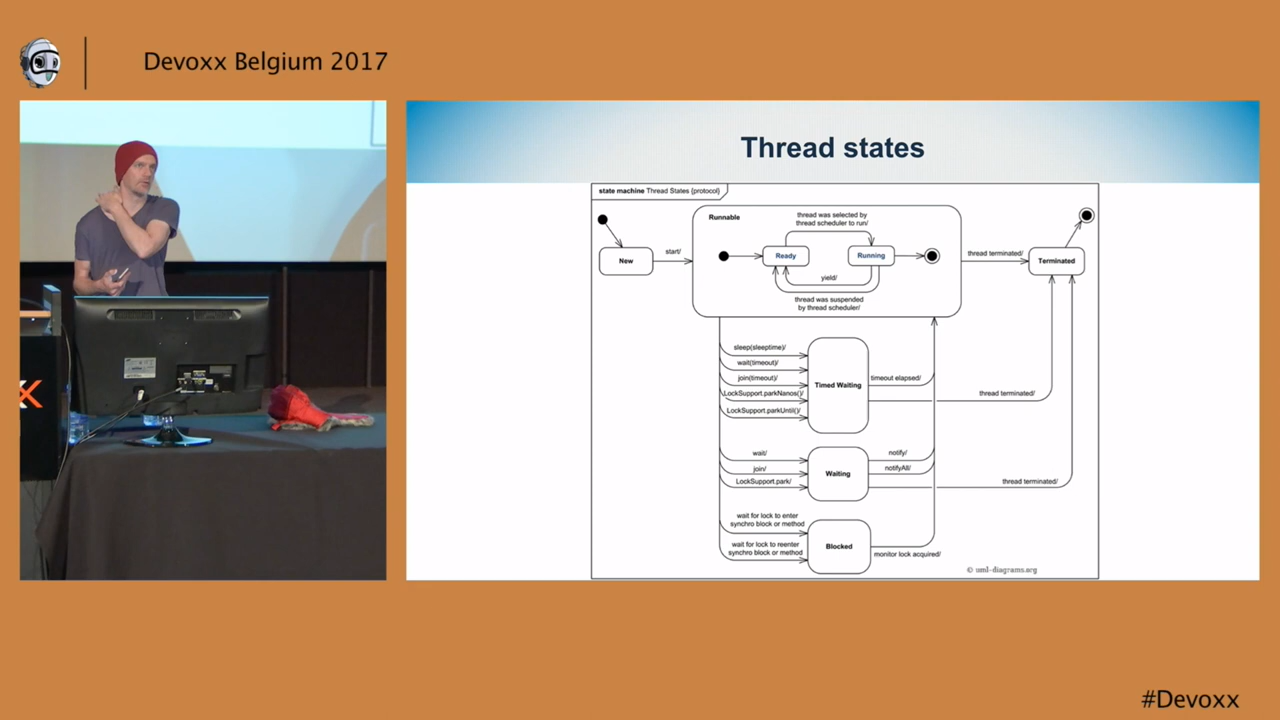 Devoxx Belgium 2017
X
Thread states
state machine Thread States {protocol}
Runnable
thread was selected by
thread scheduler to run/
New
start/
Ready
Running
yield/
thread was suspended
by thread scheduler/
thread terminated/
Terminated
sleep(sleeptime)/
wait(timeout)/
join(timeout)/
LockSupport.parkNanos()/
LockSupport.parkUntil()/
Timed Waiting
timeout elapsed/
thread terminated/
wait/
join/
LockSupport.park/
Waiting
notify/
notifyAll/
thread terminated/
wait for lock to enter
synchro block or method
wait for lock to reenter
synchro block or method
Blocked
monitor lock acquired/
© uml-diagrams.org
#Devoxx